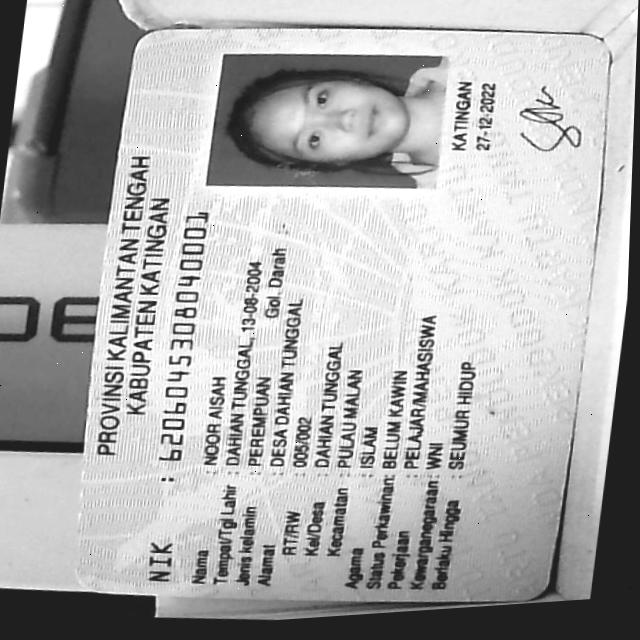 PROVINSI KALIMANTAN TENGAH
KABUPATEN KATINGAN
NIK : 6206045308040001
Nama : NOOR AISAH
Tempat/Tgl Lahir : DAHIAN TUNGGAL, 13-08-2004
Jenis kelamin : PEREMPUAN Gol. Darah
Alamat : DESA DAHIAN TUNGGAL
RT/RW : 005/002
Kel/Desa : DAHIAN TUNGGAL
Kecamatan : PULAU MALAN
Agama : ISLAM
Status Perkawinan: BELUM KAWIN
Pekerjaan : PELAJAR/MAHASISWA
Kewarganegaraan: WNI
Berlaku Hingga : SEUMUR HIDUP
KATINGAN
27-12-2022